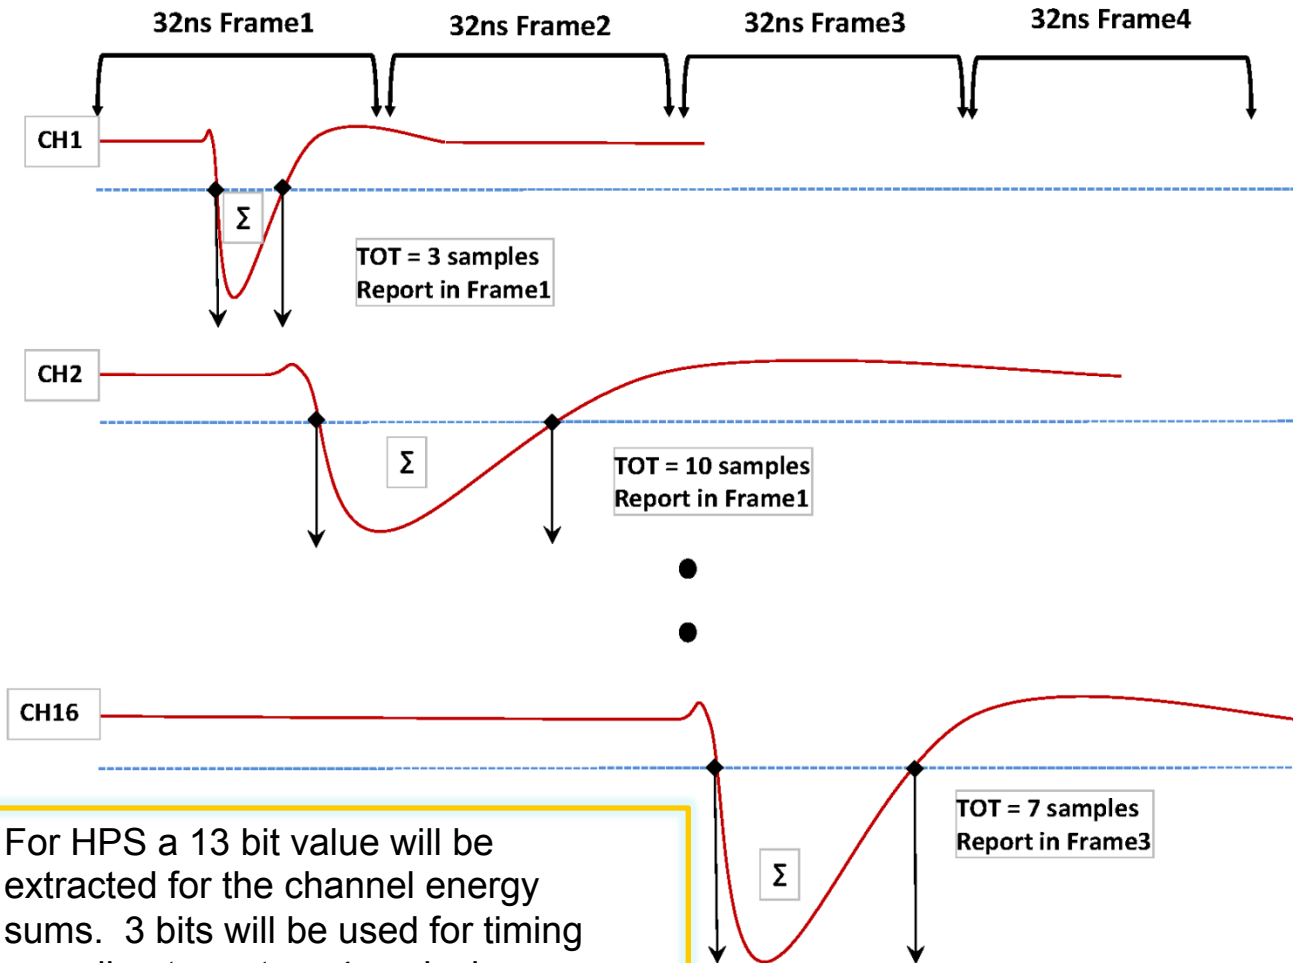 32ns Frame1
32ns Frame2
32ns Frame3
32ns Frame4
CH1
Σ
TOT = 3 samples
Report in Frame1
CH2
Σ
TOT = 10 samples
Report in Frame1
CH16
TOT = 7 samples
Report in Frame3
Σ
For HPS a 13 bit value will be
extracted for the channel energy
sums. 3 bits will be used for timing